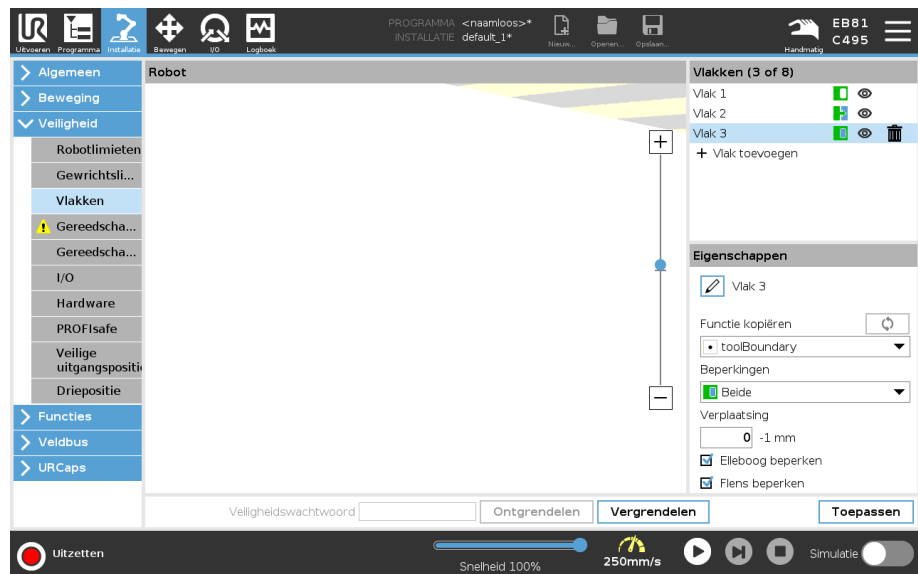 PROGRAMMA <naamloos>*
INSTALLATIE default_1*
Uitvoeren
Programma
Installatie
Bewegen
I/O
Logboek
Nieuw...
Openen...
Opslaan...
Handmatig
EB81
C495
Algemeen
Beweging
Veiligheid
Robotlimieten
Gewrichtsli...
Vlakken
Gereedscha...
Gereedscha...
I/O
Hardware
PROFIsafe
Veilige
uitgangspositi
Driepositie
Functies
Veldbus
URCaps
Robot
Vlakken (3 of 8)
Vlak 1
Vlak 2
Vlak 3
+ Vlak toevoegen
Eigenschappen
Vlak 3
Functie kopiëren
toolBoundary
Beperkingen
Beide
Verplaatsing
0 -1 mm
Elleboog beperken
Flens beperken
Veiligheidswachtwoord
Ontgrendelen
Vergrendelen
Toepassen
Uitzetten
Snelheid 100%
250mm/s
Simulatie